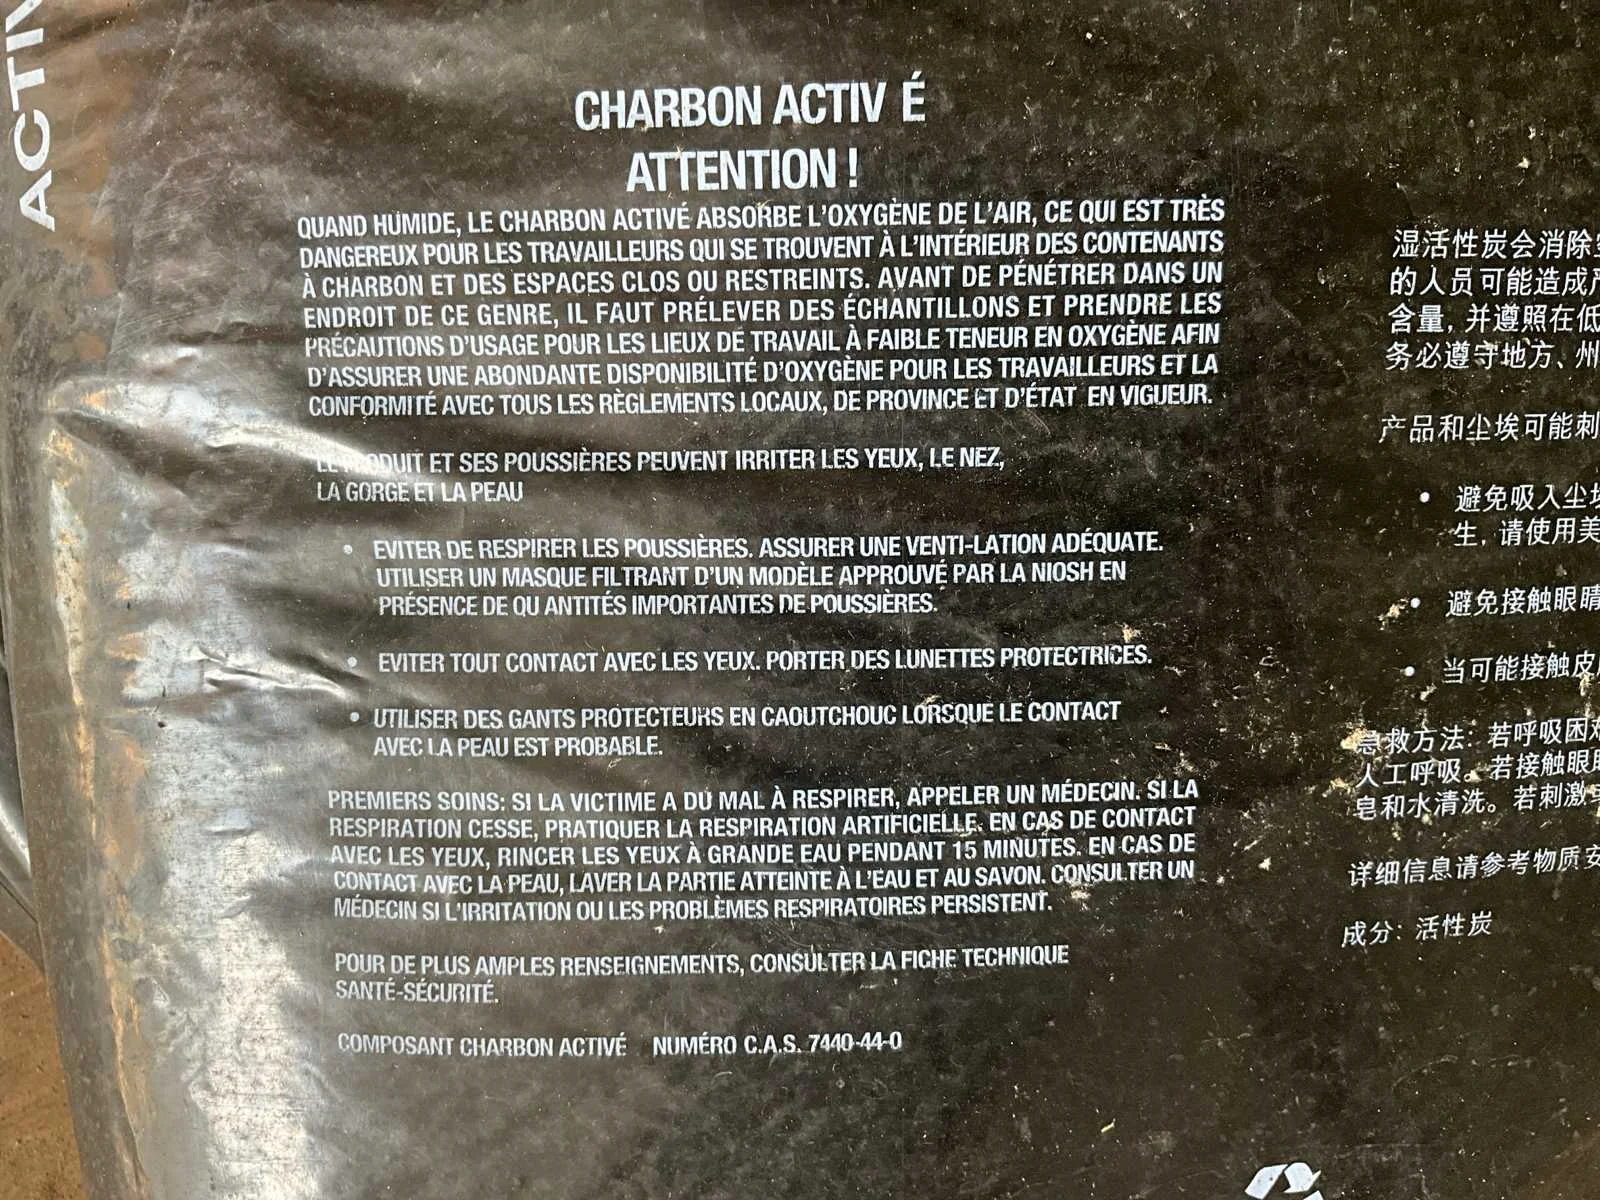 ACTIV
CHARBON ACTIV É
ATTENTION !
QUAND HUMIDE, LE CHARBON ACTIVÉ ABSORBE L'OXYGÈNE DE L'AIR, CE QUI EST TRÈS
DANGEREUX POUR LES TRAVAILLEURS QUI SE TROUVENT À L'INTÉRIEUR DES CONTENANTS
À CHARBON ET DES ESPACES CLOS OU RESTREINTS. AVANT DE PÉNÉTRER DANS UN
ENDROIT DE CE GENRE, IL FAUT PRÉLEVER DES ÉCHANTILLONS ET PRENDRE LES
PRÉCAUTIONS D'USAGE POUR LES LIEUX DE TRAVAIL À FAIBLE TENEUR EN OXYGÈNE AFIN
D'ASSURER UNE ABONDANTE DISPONIBILITÉ D'OXYGÈNE POUR LES TRAVAILLEURS ET LA
CONFORMITÉ AVEC TOUS LES RÈGLEMENTS LOCAUX, DE PROVINCE ET D'ÉTAT EN VIGUEUR.
LE PRODUIT ET SES POUSSIÈRES PEUVENT IRRITER LES YEUX, LE NEZ,
LA GORGE ET LA PEAU
• EVITER DE RESPIRER LES POUSSIÈRES. ASSURER UNE VENTI-LATION ADÉQUATE.
UTILISER UN MASQUE FILTRANT D'UN MODÈLE APPROUVÉ PAR LA NIOSH EN
PRÉSENCE DE QU ANTITÉS IMPORTANTES DE POUSSIÈRES.
• EVITER TOUT CONTACT AVEC LES YEUX. PORTER DES LUNETTES PROTECTRICES.
• UTILISER DES GANTS PROTECTEURS EN CAOUTCHOUC LORSQUE LE CONTACT
AVEC LA PEAU EST PROBABLE.
PREMIERS SOINS: SI LA VICTIME A DU MAL À RESPIRER, APPELER UN MÉDECIN. SI LA
RESPIRATION CESSE, PRATIQUER LA RESPIRATION ARTIFICIELLE. EN CAS DE CONTACT
AVEC LES YEUX, RINCER LES YEUX À GRANDE EAU PENDANT 15 MINUTES. EN CAS DE
CONTACT AVEC LA PEAU, LAVER LA PARTIE ATTEINTE À L'EAU ET AU SAVON. CONSULTER UN
MÉDECIN SI L'IRRITATION OU LES PROBLÈMES RESPIRATOIRES PERSISTENT.
POUR DE PLUS AMPLES RENSEIGNEMENTS, CONSULTER LA FICHE TECHNIQUE
SANTÉ-SÉCURITÉ.
COMPOSANT CHARBON ACTIVÉ NUMÉRO C.A.S. 7440-44-0
湿活性炭会消除
的人员可能造成严
含量, 并遵照在低
务必遵守地方、州
产品和尘埃可能刺
• 避免吸入尘埃
生, 请使用美
• 避免接触眼睛
• 当可能接触皮
急救方法: 若呼吸困难
人工呼吸。若接触眼
皂和水清洗。若刺激
详细信息请参考物质安
成分: 活性炭